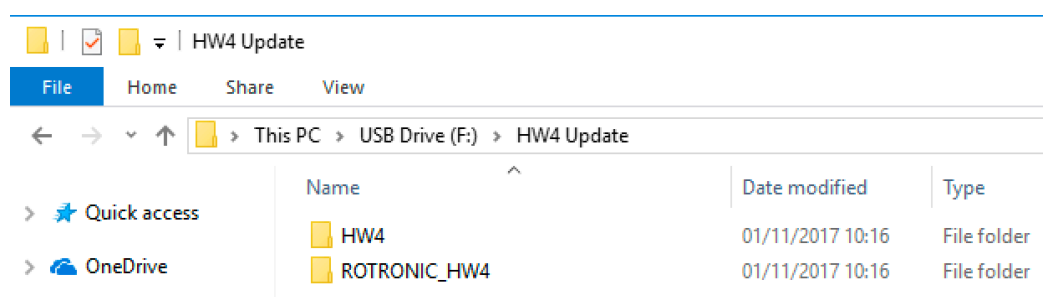 HW4 Update
File Home Share View
This PC > USB Drive (F:) > HW4 Update
Name Date modified Type
Quick access
HW4 01/11/2017 10:16 File folder
OneDrive
ROTRONIC_HW4 01/11/2017 10:16 File folder